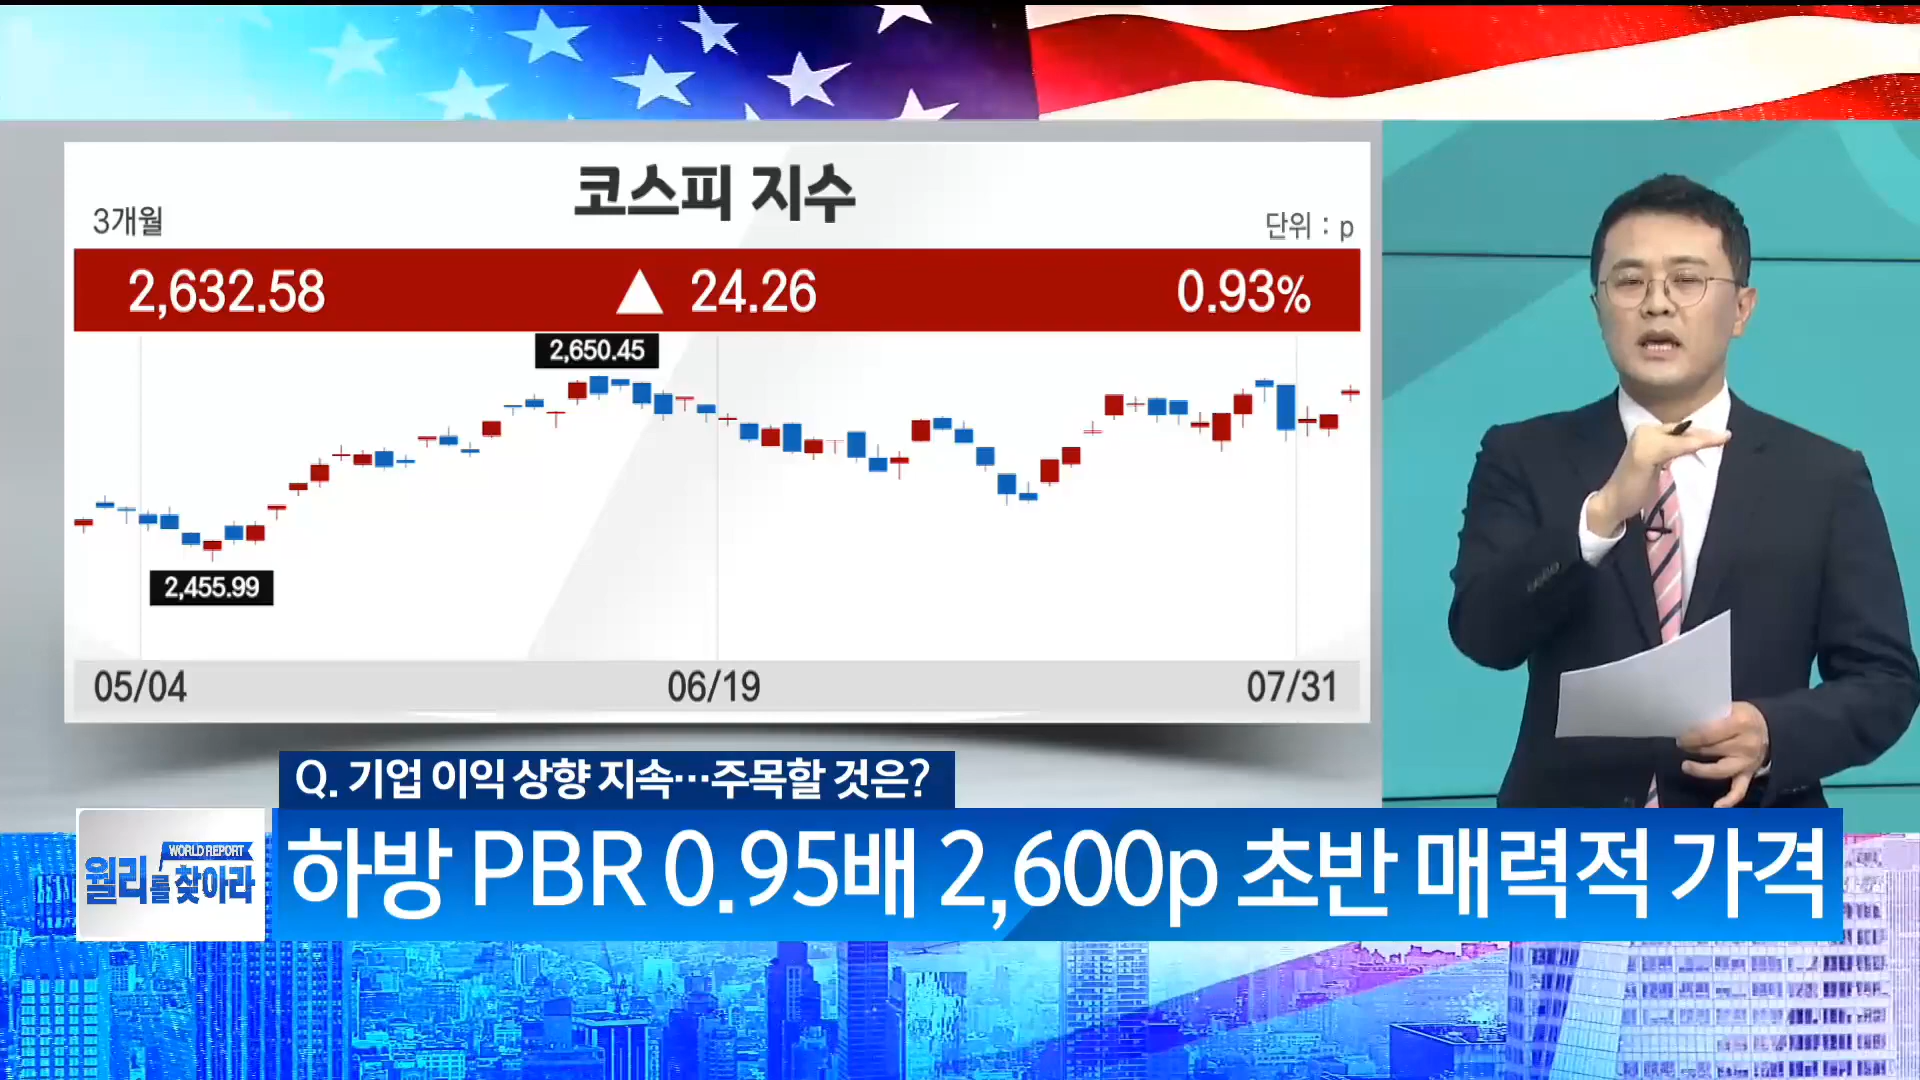 코스피 지수
3개월
단위 : p
2,632.58 ▲ 24.26 0.93%
2,650.45
2,455.99
05/04 06/19 07/31
Q. 기업 이익 상향 지속…주목할 것은?
WORLD REPORT
월리를 찾아라
하방 PBR 0.95배 2,600p 초반 매력적 가격